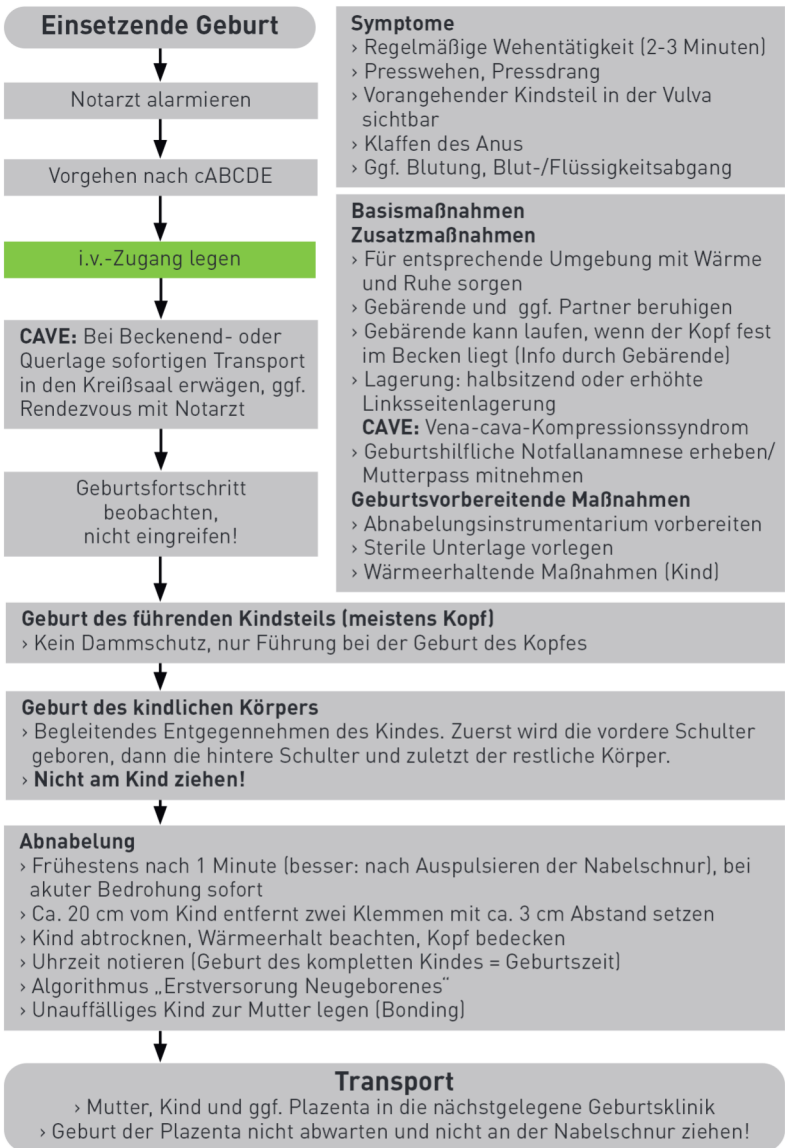 Einsetzende Geburt
Notarzt alarmieren
Vorgehen nach cABCDE
i.v.-Zugang legen
CAVE: Bei Beckenend- oder
Querlage sofortigen Transport
in den Kreißsaal erwägen, ggf.
Rendezvous mit Notarzt
Geburtsfortschritt
beobachten,
nicht eingreifen!
Symptome
› Regelmäßige Wehentätigkeit (2-3 Minuten)
› Presswehen, Pressdrang
› Vorangehender Kindsteil in der Vulva
sichtbar
› Klaffen des Anus
› Ggf. Blutung, Blut-/Flüssigkeitsabgang
Basismaßnahmen
Zusatzmaßnahmen
› Für entsprechende Umgebung mit Wärme
und Ruhe sorgen
› Gebärende und ggf. Partner beruhigen
› Gebärende kann laufen, wenn der Kopf fest
im Becken liegt (Info durch Gebärende)
› Lagerung: halbsitzend oder erhöhte
Linksseitenlagerung
CAVE: Vena-cava-Kompressionssyndrom
› Geburtshilfliche Notfallanamnese erheben/
Mutterpass mitnehmen
Geburtsvorbereitende Maßnahmen
› Abnabelungsinstrumentarium vorbereiten
› Sterile Unterlage vorlegen
› Wärmeerhaltende Maßnahmen (Kind)
Geburt des führenden Kindsteils (meistens Kopf)
› Kein Dammschutz, nur Führung bei der Geburt des Kopfes
Geburt des kindlichen Körpers
› Begleitendes Entgegennehmen des Kindes. Zuerst wird die vordere Schulter
geboren, dann die hintere Schulter und zuletzt der restliche Körper.
› Nicht am Kind ziehen!
Abnabelung
› Frühestens nach 1 Minute (besser: nach Auspulsieren der Nabelschnur), bei
akuter Bedrohung sofort
› Ca. 20 cm vom Kind entfernt zwei Klemmen mit ca. 3 cm Abstand setzen
› Kind abtrocknen, Wärmeerhalt beachten, Kopf bedecken
› Uhrzeit notieren (Geburt des kompletten Kindes = Geburtszeit)
› Algorithmus „Erstversorung Neugeborenes"
› Unauffälliges Kind zur Mutter legen (Bonding)
Transport
› Mutter, Kind und ggf. Plazenta in die nächstgelegene Geburtsklinik
› Geburt der Plazenta nicht abwarten und nicht an der Nabelschnur ziehen!